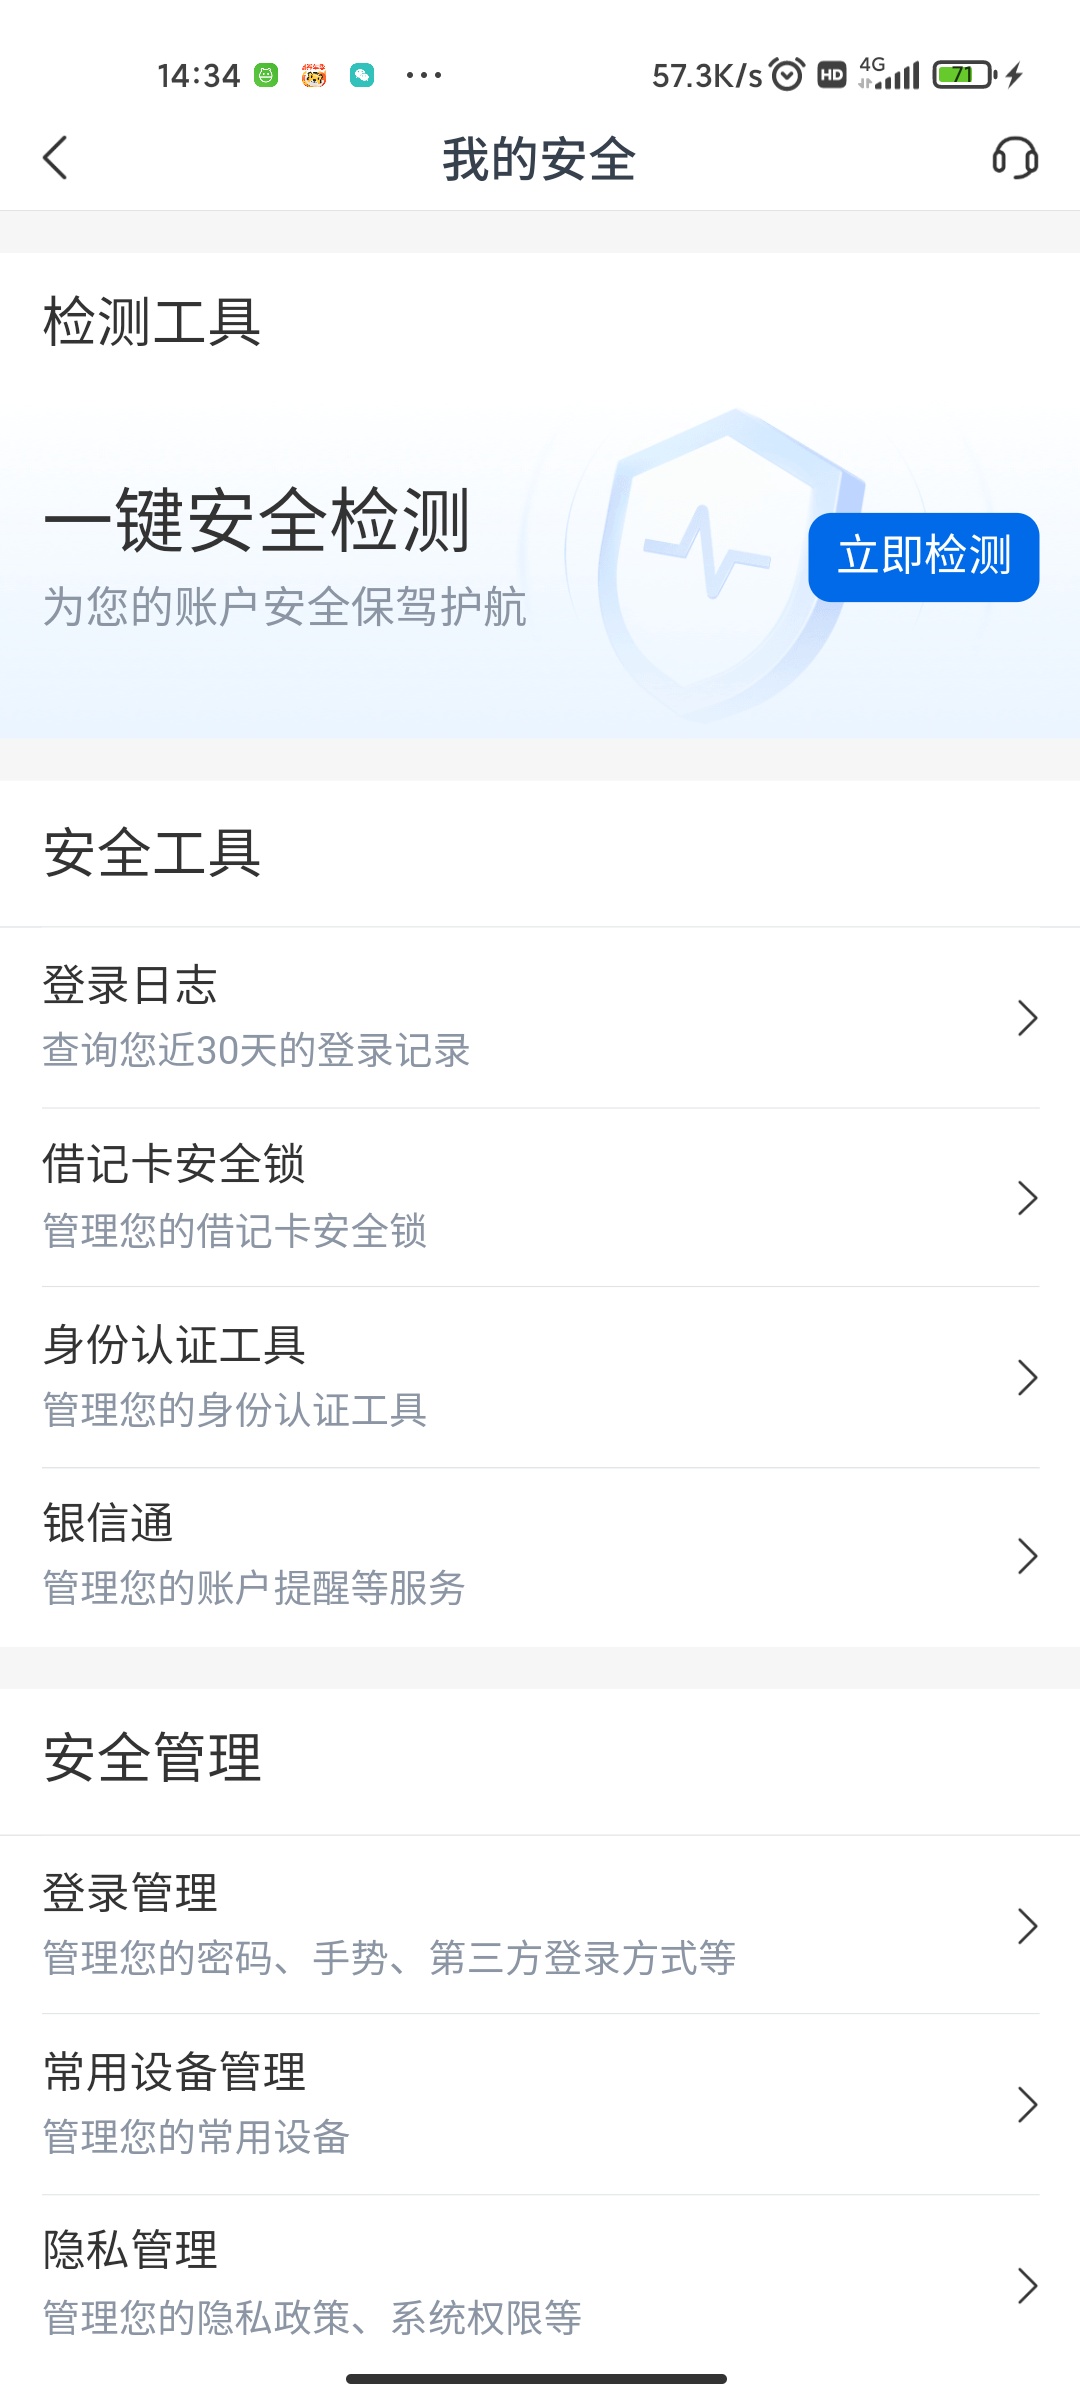 14:34 ··· 57.3K/s HD 4G 71
我的安全
检测工具
一键安全检测
为您的账户安全保驾护航
立即检测
安全工具
登录日志
查询您近30天的登录记录
借记卡安全锁
管理您的借记卡安全锁
身份认证工具
管理您的身份认证工具
银信通
管理您的账户提醒等服务
安全管理
登录管理
管理您的密码、手势、第三方登录方式等
常用设备管理
管理您的常用设备
隐私管理
管理您的隐私政策、系统权限等